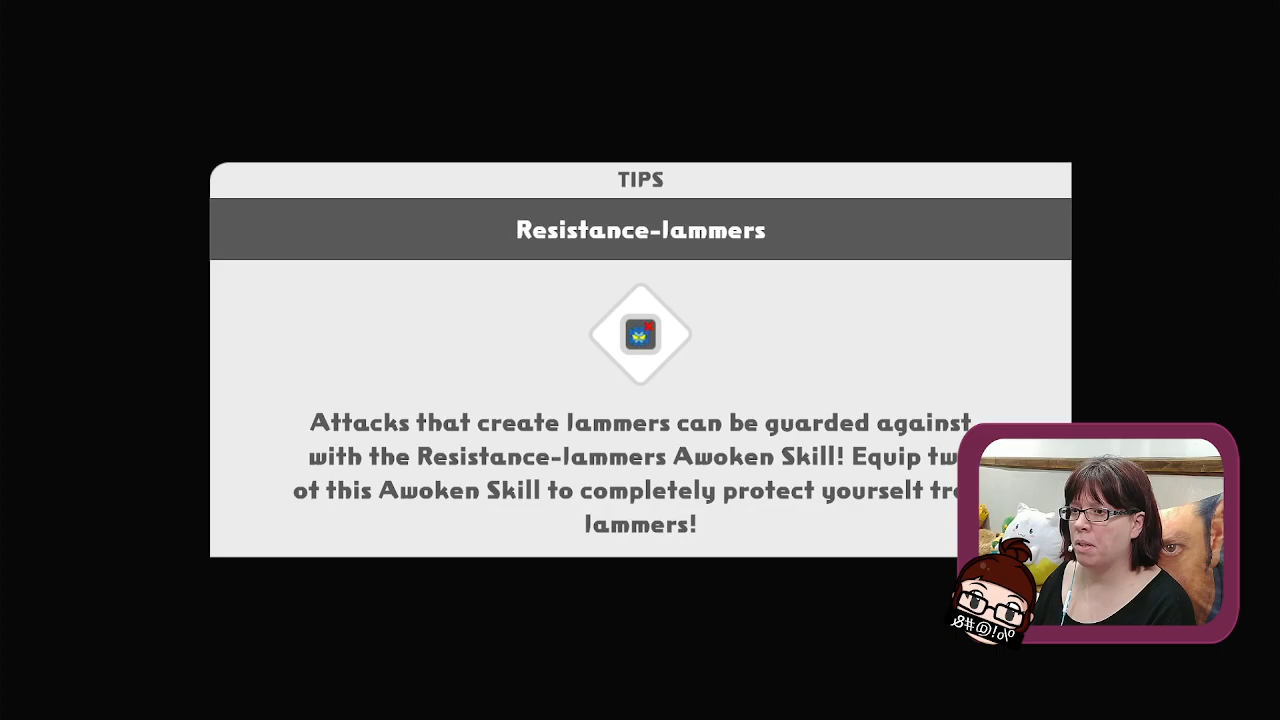 TIPS
Resistance-Jammers
Attacks that create Jammers can be guarded against
with the Resistance-Jammers Awoken Skill! Equip
of this Awoken Skill to completely protect yourself
Jammers!
&#@!%